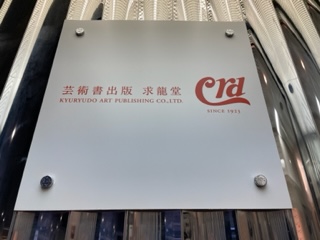 芸術書出版 求龍堂
KYURYUDO ART PUBLISHING CO.,LTD.
crd
SINCE 1923